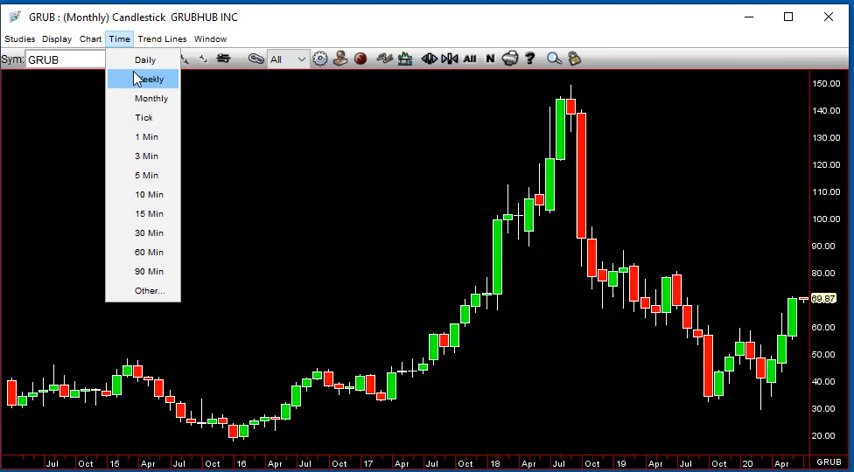 GRUB : (Monthly) Candlestick GRUBHUB INC
Studies Display Chart Time Trend Lines Window
Sym: GRUB All All N ?
Daily
Weekly
Monthly
Tick
1 Min
3 Min
5 Min
10 Min
15 Min
30 Min
60 Min
90 Min
Other...
150.00
140.00
130.00
120.00
110.00
100.00
90.00
80.00
69.87
60.00
50.00
40.00
30.00
20.00
Jul Oct 15 Apr Jul Oct 16 Apr Jul Oct 17 Apr Jul Oct 18 Apr Jul Oct 19 Apr Jul Oct 20 Apr GRUB